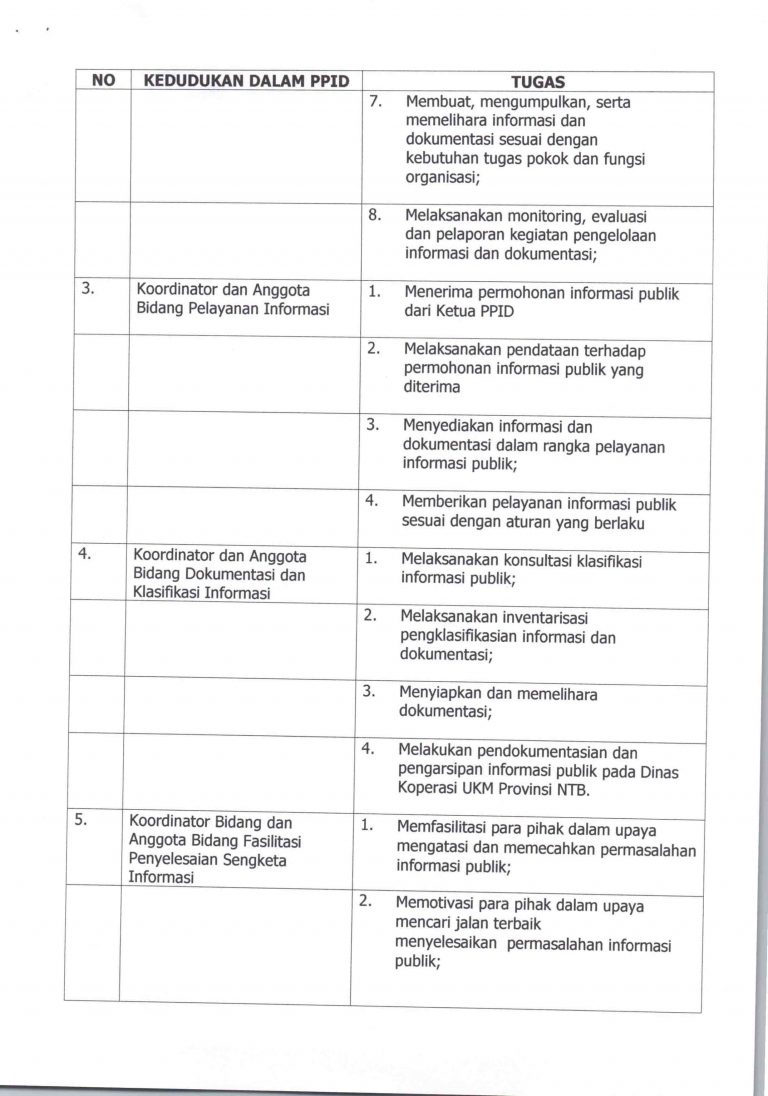 NO KEDUDUKAN DALAM PPID TUGAS
7. Membuat, mengumpulkan, serta
memelihara informasi dan
dokumentasi sesuai dengan
kebutuhan tugas pokok dan fungsi
organisasi;
8. Melaksanakan monitoring, evaluasi
dan pelaporan kegiatan pengelolaan
informasi dan dokumentasi;
3. Koordinator dan Anggota
Bidang Pelayanan Informasi
1. Menerima permohonan informasi publik
dari Ketua PPID
2. Melaksanakan pendataan terhadap
permohonan informasi publik yang
diterima
3. Menyediakan informasi dan
dokumentasi dalam rangka pelayanan
informasi publik;
4. Memberikan pelayanan informasi publik
sesuai dengan aturan yang berlaku
4. Koordinator dan Anggota
Bidang Dokumentasi dan
Klasifikasi Informasi
1. Melaksanakan konsultasi klasifikasi
informasi publik;
2. Melaksanakan inventarisasi
pengklasifikasian informasi dan
dokumentasi;
3. Menyiapkan dan memelihara
dokumentasi;
4. Melakukan pendokumentasian dan
pengarsipan informasi publik pada Dinas
Koperasi UKM Provinsi NTB.
5. Koordinator Bidang dan
Anggota Bidang Fasilitasi
Penyelesaian Sengketa
Informasi
1. Memfasilitasi para pihak dalam upaya
mengatasi dan memecahkan permasalahan
informasi publik;
2. Memotivasi para pihak dalam upaya
mencari jalan terbaik
menyelesaikan permasalahan informasi
publik;